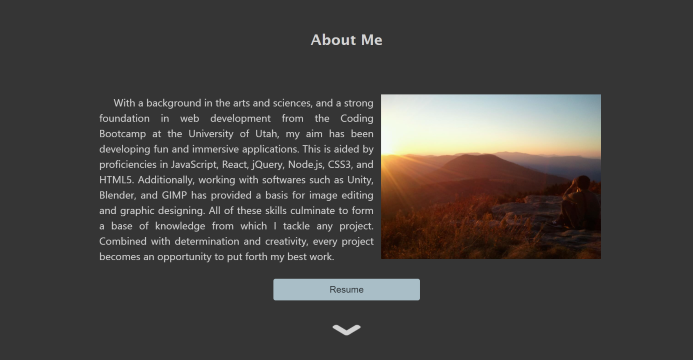 About Me
With a background in the arts and sciences, and a strong
foundation in web development from the Coding
Bootcamp at the University of Utah, my aim has been
developing fun and immersive applications. This is aided by
proficiencies in JavaScript, React, jQuery, Node.js, CSS3, and
HTML5. Additionally, working with softwares such as Unity,
Blender, and GIMP has provided a basis for image editing
and graphic designing. All of these skills culminate to form
a base of knowledge from which I tackle any project.
Combined with determination and creativity, every project
becomes an opportunity to put forth my best work.
Resume